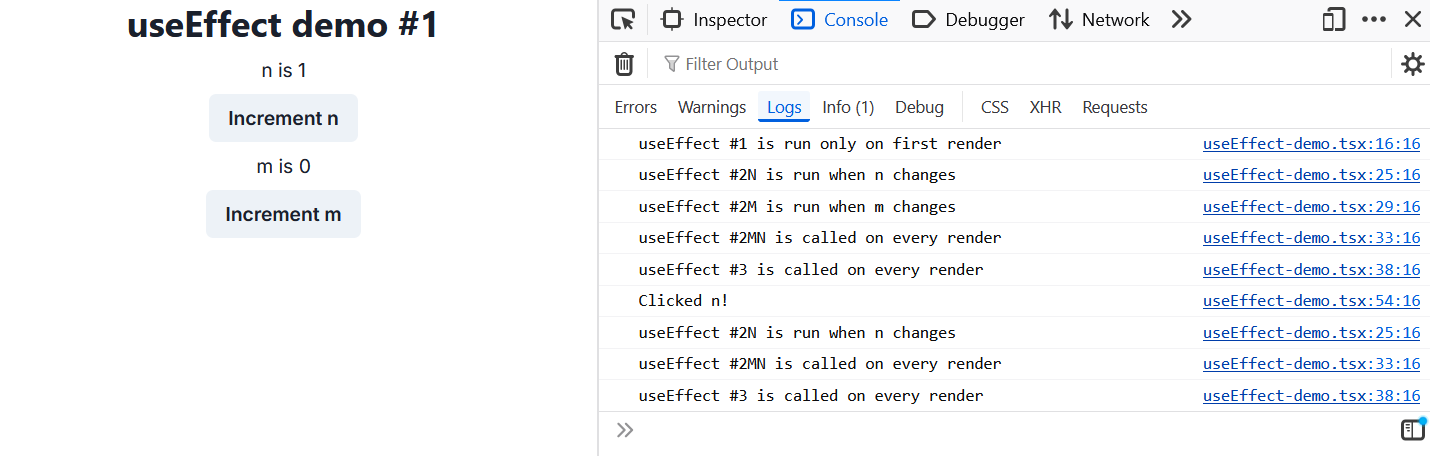 useEffect demo #1
n is 1
Increment n
m is 0
Increment m
Inspector Console Debugger Network
Filter Output
Errors Warnings Logs Info (1) Debug CSS XHR Requests
useEffect #1 is run only on first render useEffect-demo.tsx:16:16
useEffect #2N is run when n changes useEffect-demo.tsx:25:16
useEffect #2M is run when m changes useEffect-demo.tsx:29:16
useEffect #2MN is called on every render useEffect-demo.tsx:33:16
useEffect #3 is called on every render useEffect-demo.tsx:38:16
Clicked n! useEffect-demo.tsx:54:16
useEffect #2N is run when n changes useEffect-demo.tsx:25:16
useEffect #2MN is called on every render useEffect-demo.tsx:33:16
useEffect #3 is called on every render useEffect-demo.tsx:38:16